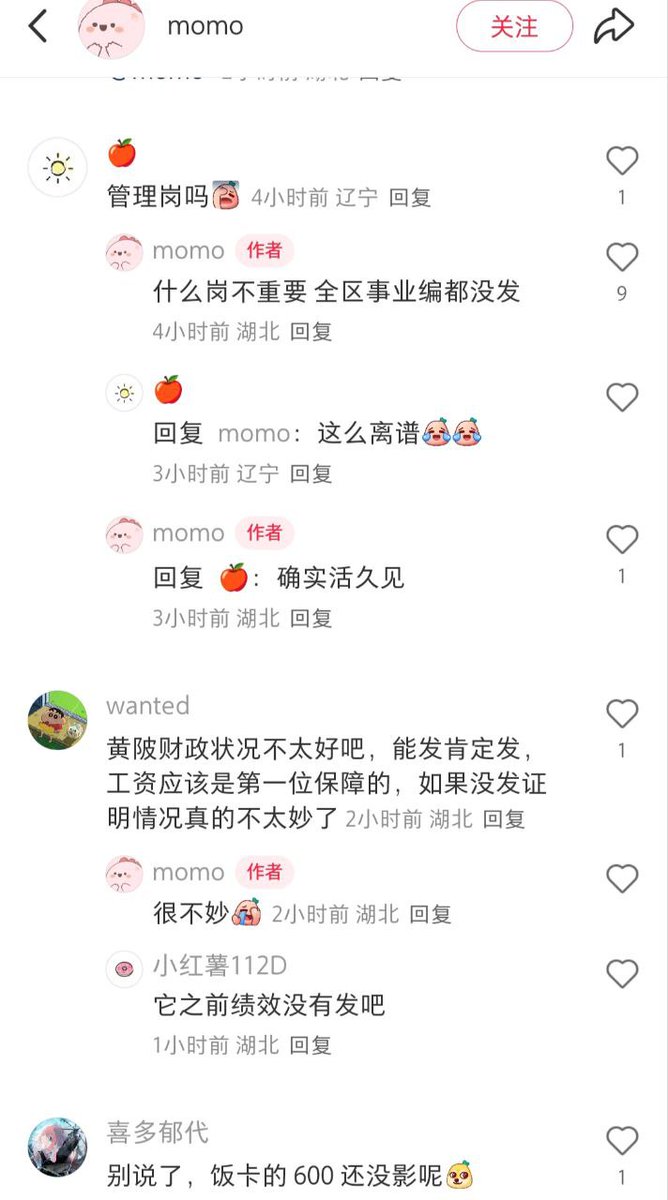 momo
关注
管理岗吗 4小时前 辽宁 回复
1
momo 作者
什么岗不重要 全区事业编都没发
9
4小时前 湖北 回复
回复 momo：这么离谱
3小时前 辽宁 回复
momo 作者
回复 ：确实活久见
1
3小时前 湖北 回复
wanted
黄陂财政状况不太好吧，能发肯定发，
1
工资应该是第一位保障的，如果没发证
明情况真的不太妙了 2小时前 湖北 回复
momo 作者
很不妙 2小时前 湖北 回复
小红薯112D
它之前绩效没有发吧
1小时前 湖北 回复
喜多郁代
别说了，饭卡的 600 还没影呢
1